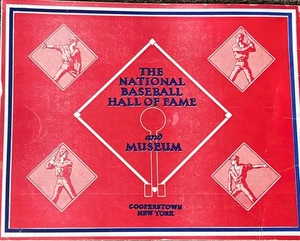 THE
NATIONAL
BASEBALL
HALL OF FAME
and
MUSEUM
COOPERSTOWN
NEW YORK